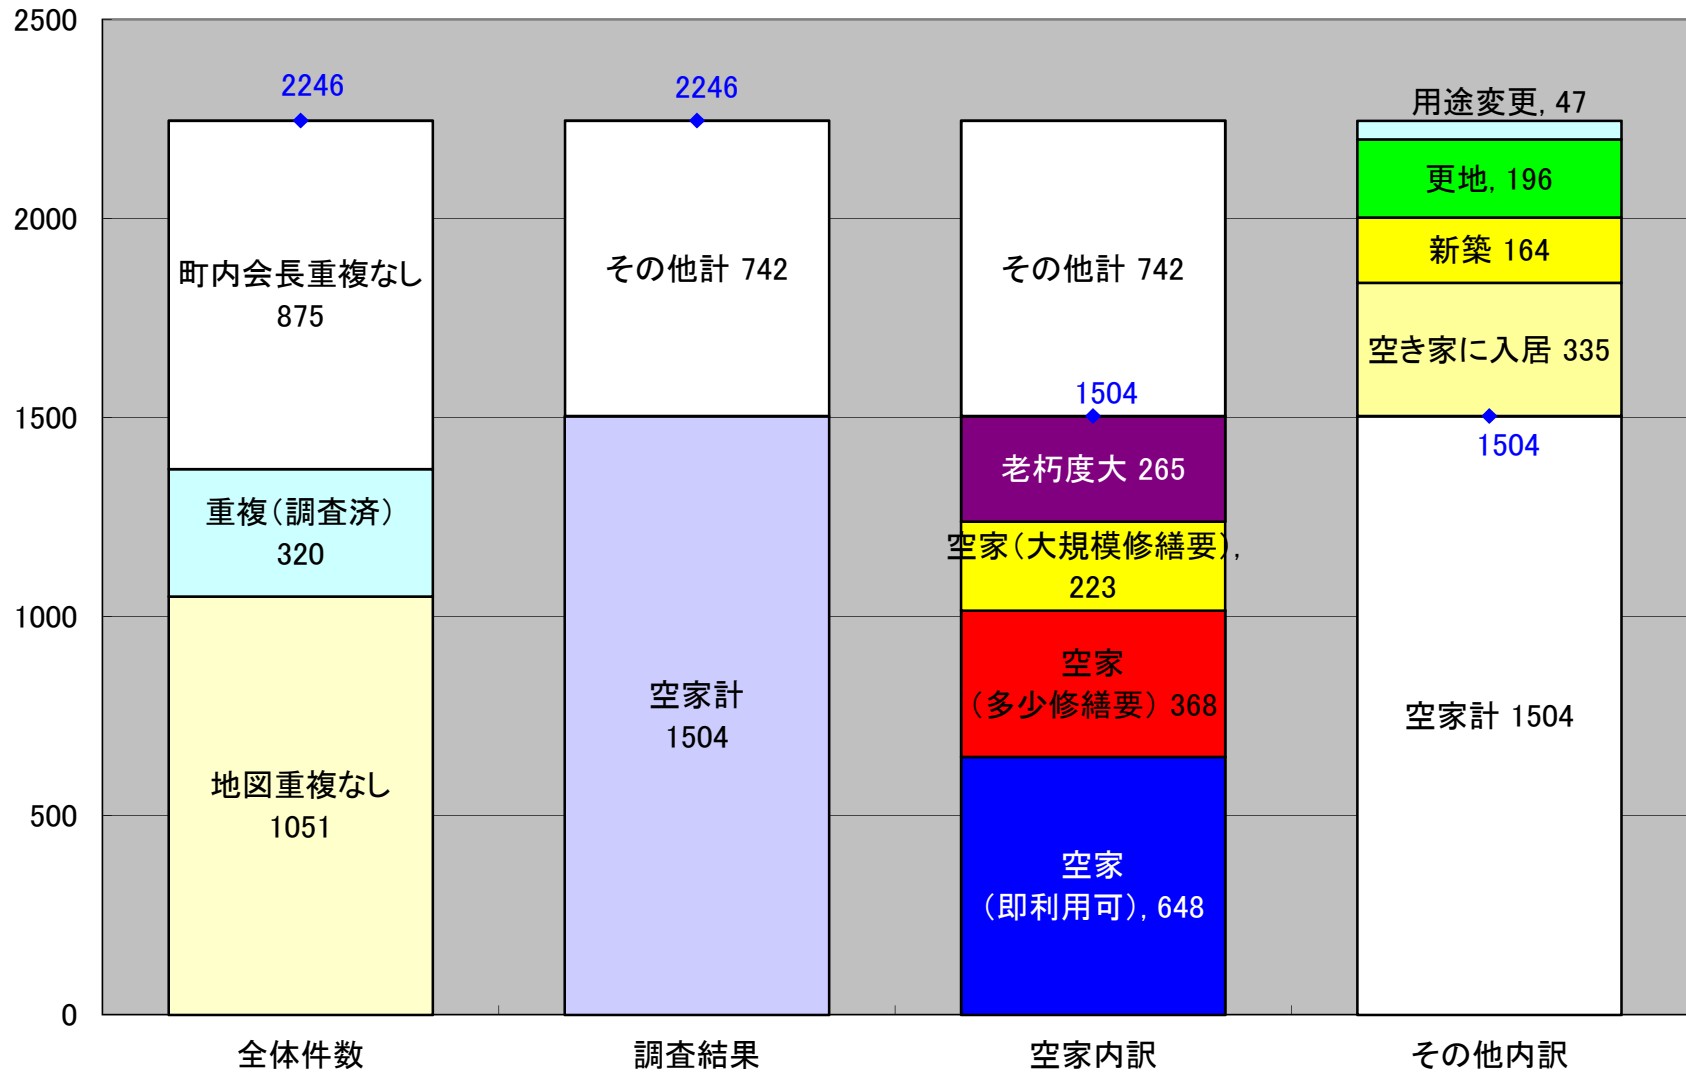 2500
2000
1500
1000
500
0
2246
町内会長重複なし
875
重複(調査済)
320
地図重複なし
1051
全体件数
2246
その他計 742
空家計
1504
調査結果
その他計 742
1504
老朽度大 265
空家(大規模修繕要),
223
空家
(多少修繕要) 368
空家
(即利用可), 648
空家内訳
用途変更, 47
更地, 196
新築 164
空き家に入居 335
1504
空家計 1504
その他内訳